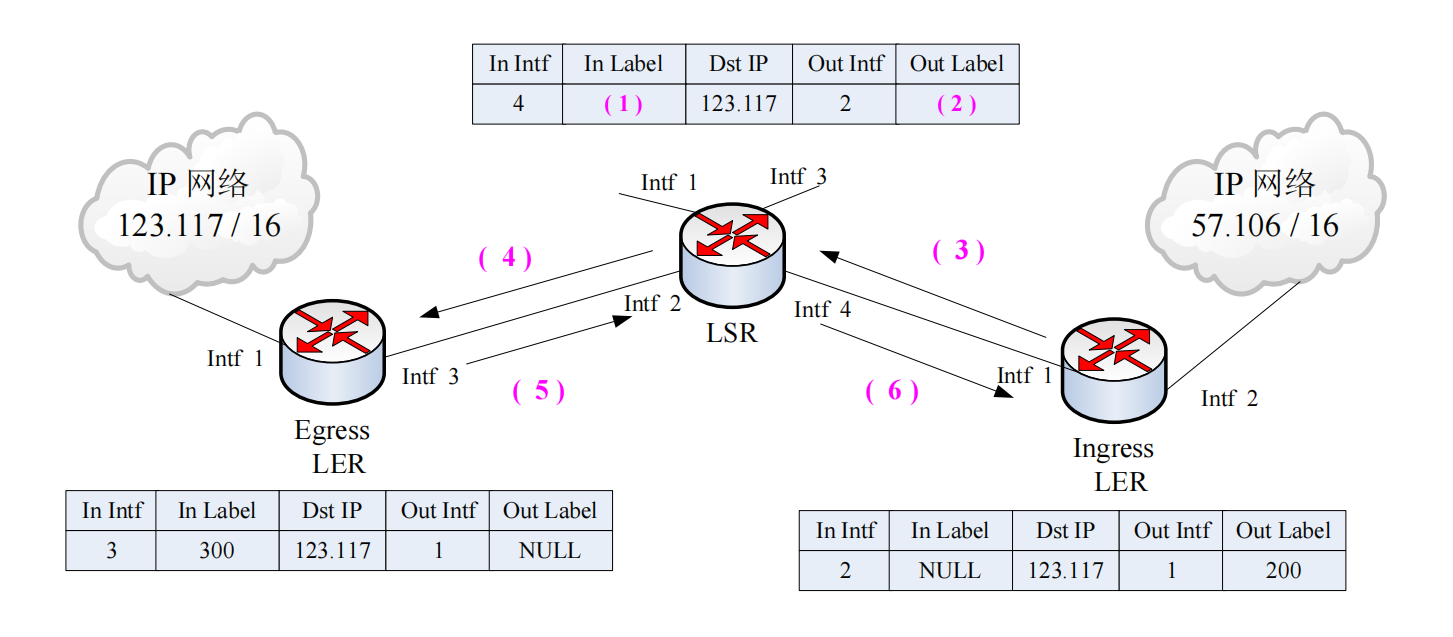 In Intf In Label Dst IP Out Intf Out Label
4 ( 1 ) 123.117 2 ( 2 )
IP 网络
123.117 / 16
IP 网络
57.106 / 16
Intf 1
Intf 3
( 4 )
( 3 )
Intf 2
Intf 4
LSR
Intf 1
Intf 3
( 5 )
( 6 )
Intf 1
Intf 2
Egress
LER
Ingress
LER
In Intf In Label Dst IP Out Intf Out Label
3 300 123.117 1 NULL
In Intf In Label Dst IP Out Intf Out Label
2 NULL 123.117 1 200